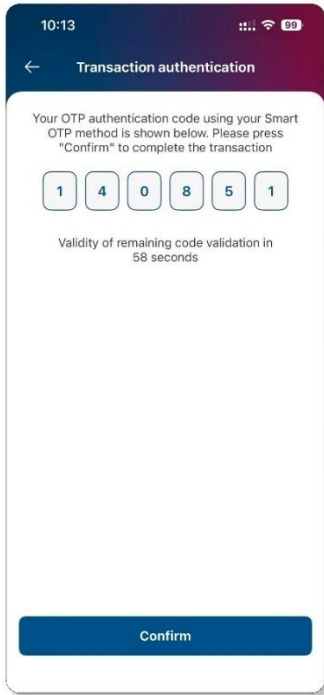 10:13
99
Transaction authentication
Your OTP authentication code using your Smart
OTP method is shown below. Please press
"Confirm" to complete the transaction
1 4 0 8 5 1
Validity of remaining code validation in
58 seconds
Confirm